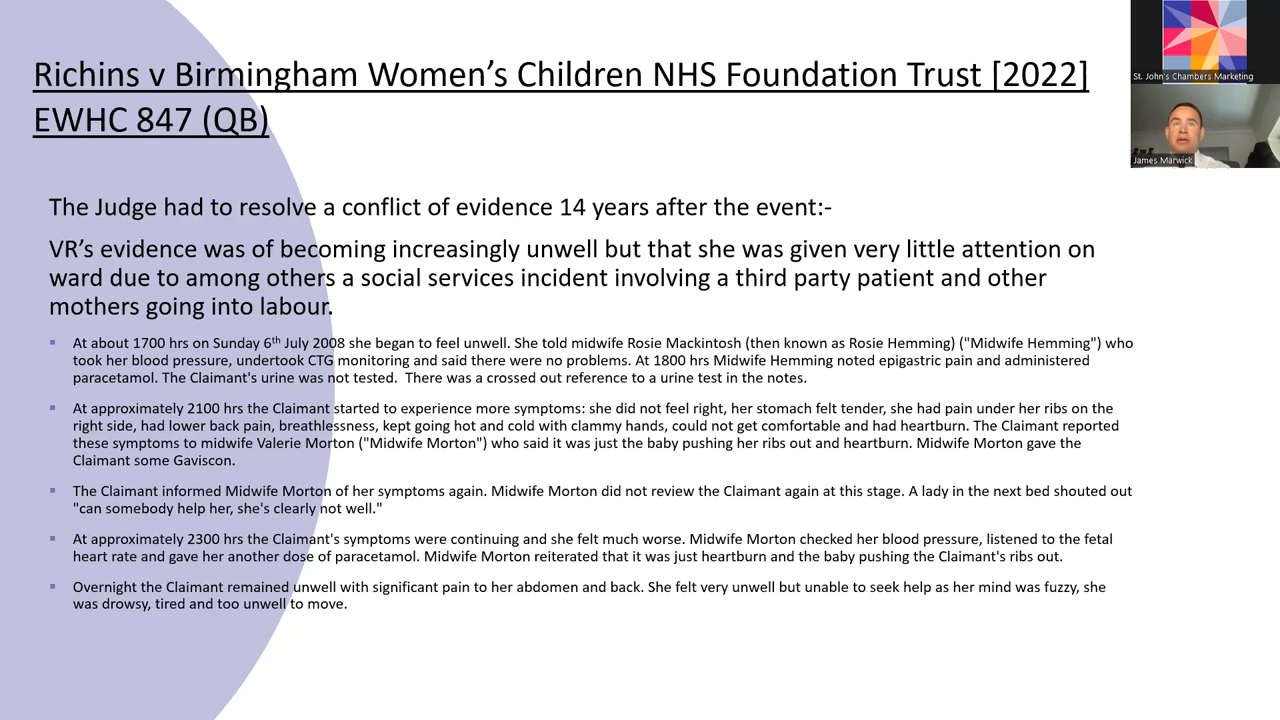 Richins v Birmingham Women's Children NHS Foundation Trust [2022]
EWHC 847 (QB)
St. John's Chambers Marketing
James Marwick
The Judge had to resolve a conflict of evidence 14 years after the event:-
VR's evidence was of becoming increasingly unwell but that she was given very little attention on
ward due to among others a social services incident involving a third party patient and other
mothers going into labour.
▪ At about 1700 hrs on Sunday 6th July 2008 she began to feel unwell. She told midwife Rosie Mackintosh (then known as Rosie Hemming) ("Midwife Hemming") who
took her blood pressure, undertook CTG monitoring and said there were no problems. At 1800 hrs Midwife Hemming noted epigastric pain and administered
paracetamol. The Claimant's urine was not tested. There was a crossed out reference to a urine test in the notes.
▪ At approximately 2100 hrs the Claimant started to experience more symptoms: she did not feel right, her stomach felt tender, she had pain under her ribs on the
right side, had lower back pain, breathlessness, kept going hot and cold with clammy hands, could not get comfortable and had heartburn. The Claimant reported
these symptoms to midwife Valerie Morton ("Midwife Morton") who said it was just the baby pushing her ribs out and heartburn. Midwife Morton gave the
Claimant some Gaviscon.
▪ The Claimant informed Midwife Morton of her symptoms again. Midwife Morton did not review the Claimant again at this stage. A lady in the next bed shouted out
"can somebody help her, she's clearly not well."
▪ At approximately 2300 hrs the Claimant's symptoms were continuing and she felt much worse. Midwife Morton checked her blood pressure, listened to the fetal
heart rate and gave her another dose of paracetamol. Midwife Morton reiterated that it was just heartburn and the baby pushing the Claimant's ribs out.
▪ Overnight the Claimant remained unwell with significant pain to her abdomen and back. She felt very unwell but unable to seek help as her mind was fuzzy, she
was drowsy, tired and too unwell to move.